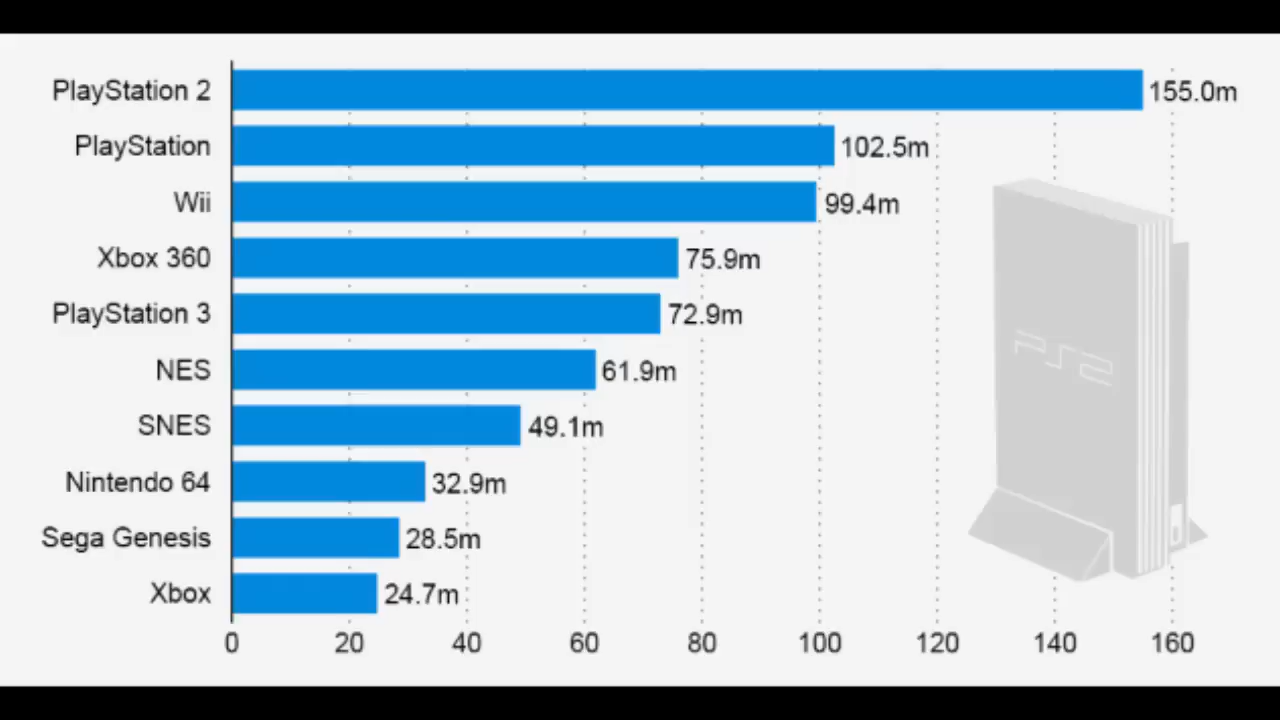 PlayStation 2 155.0m
PlayStation 102.5m
Wii 99.4m
Xbox 360 75.9m
PlayStation 3 72.9m
NES 61.9m
SNES 49.1m
Nintendo 64 32.9m
Sega Genesis 28.5m
Xbox 24.7m
0 20 40 60 80 100 120 140 160
PS2